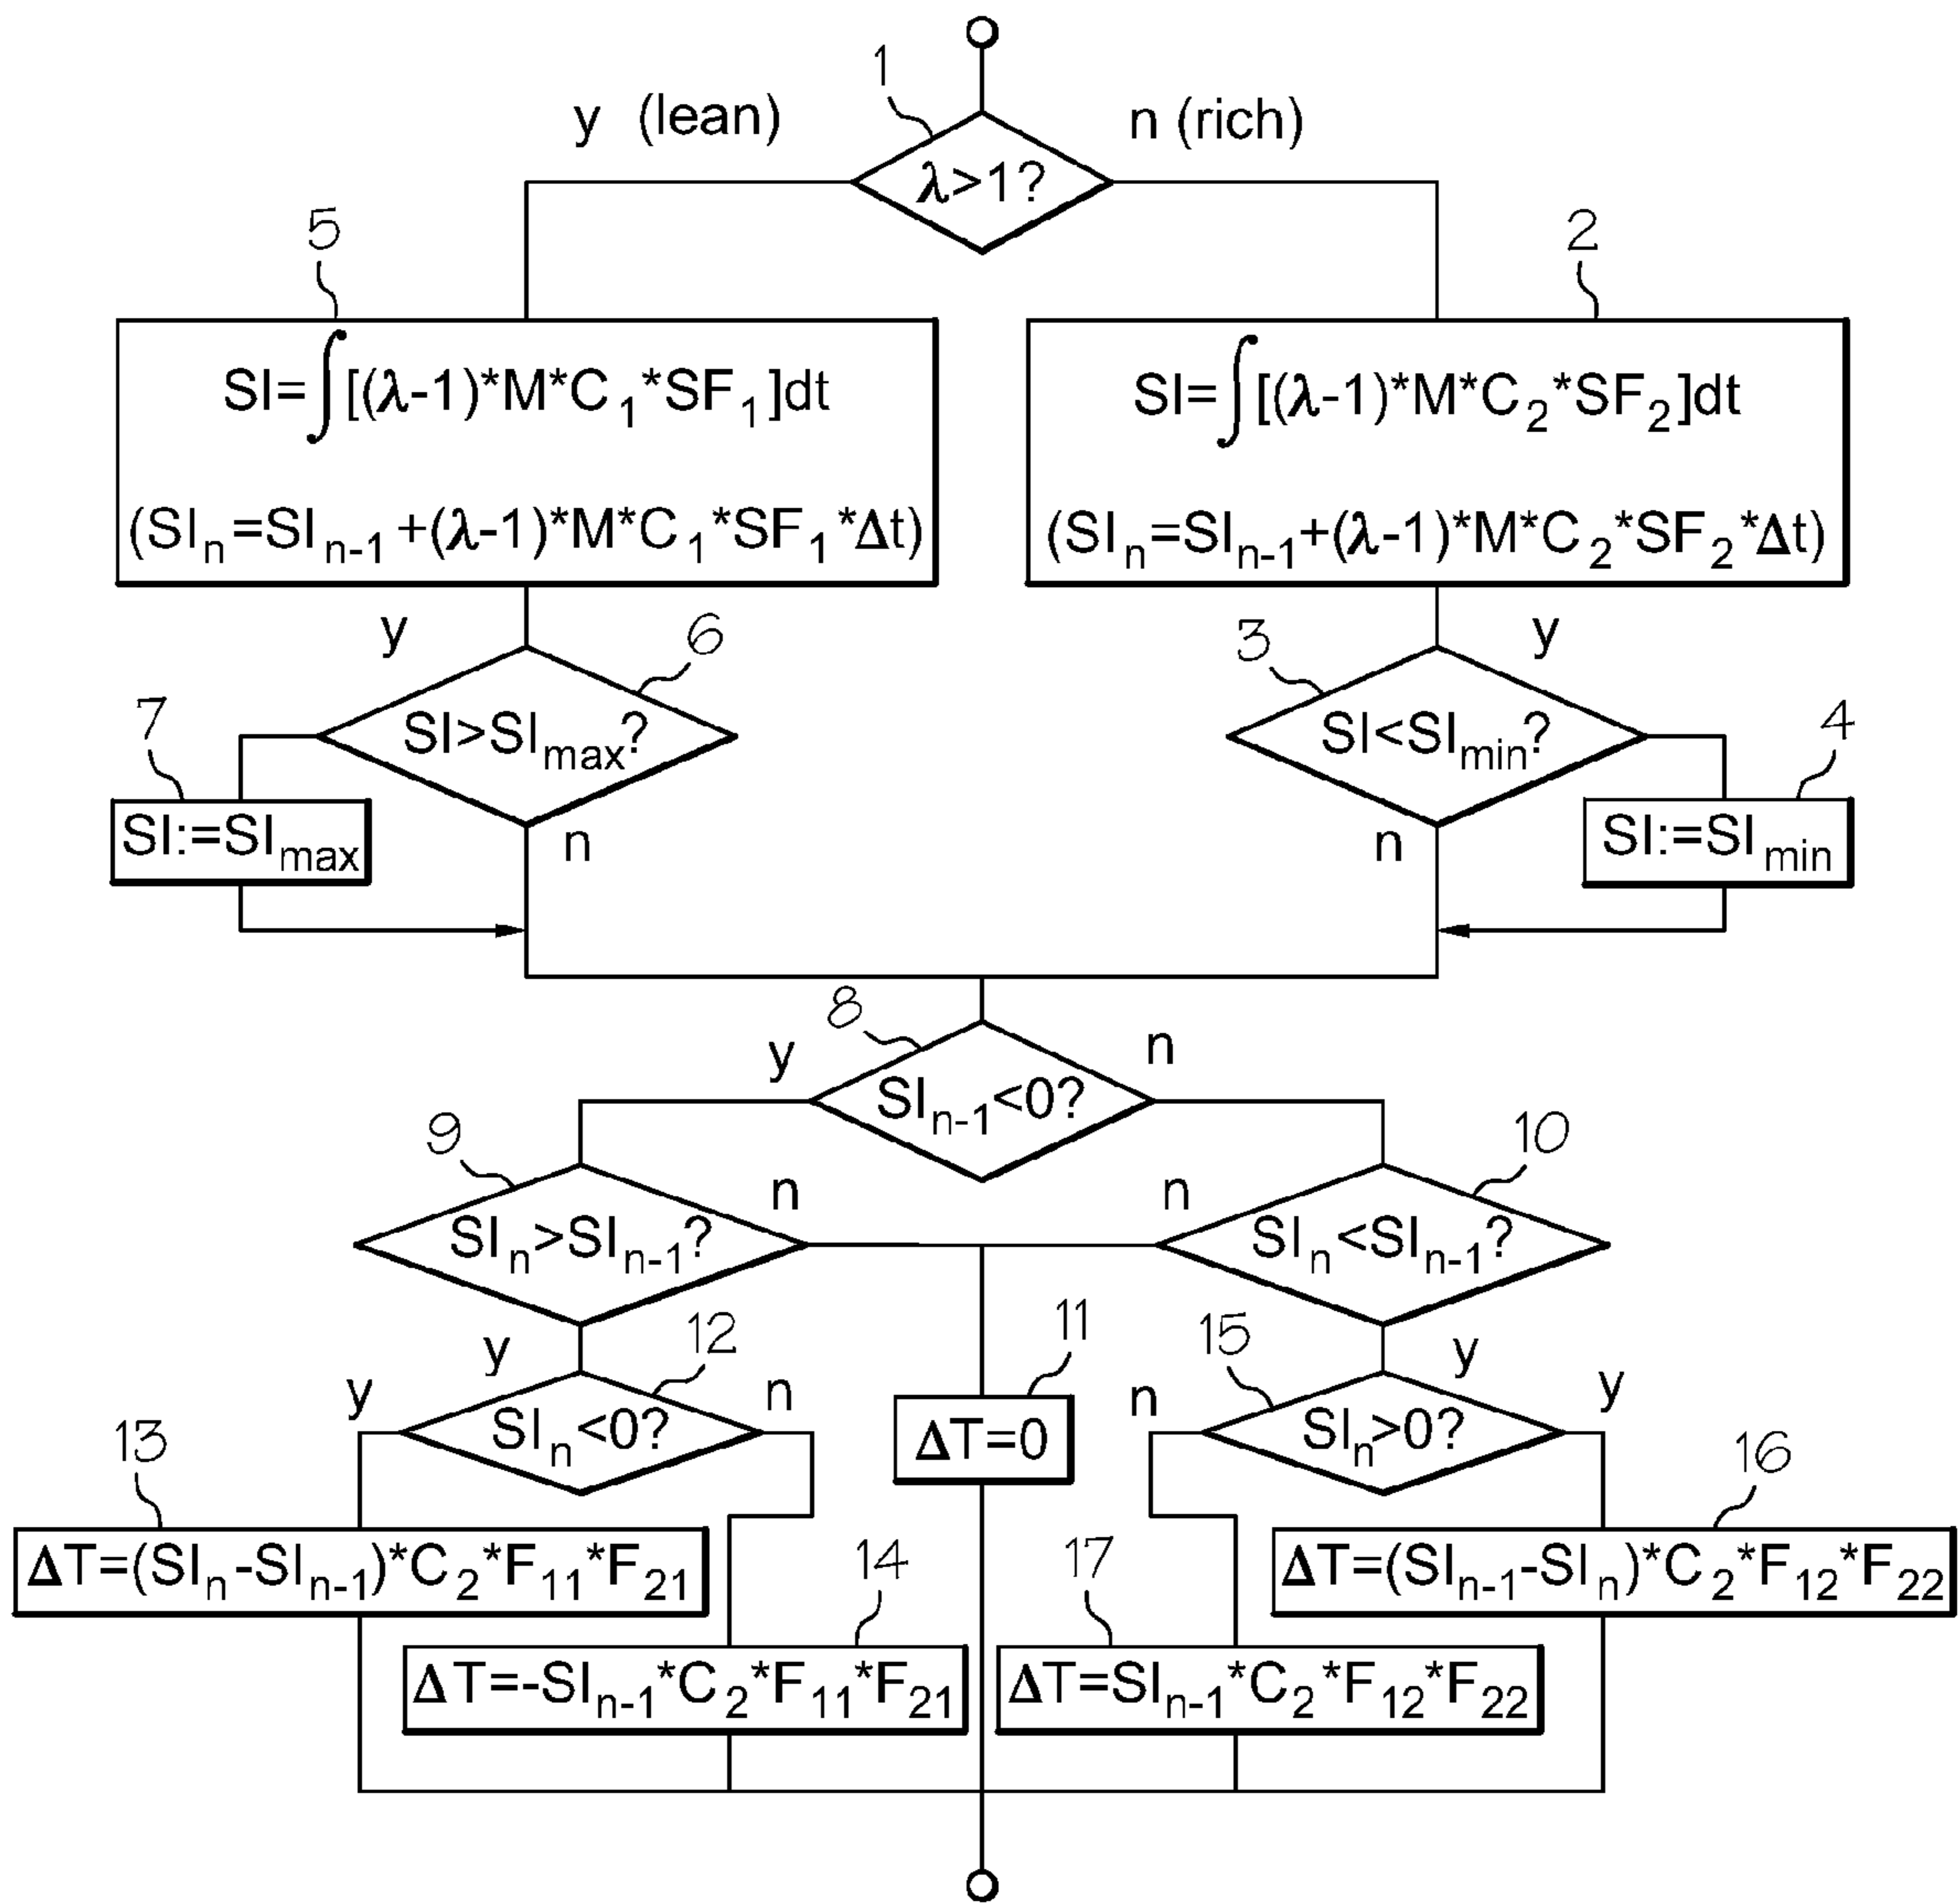 1
y (lean)
n (rich)
λ>1?
5
2
SI=∫[(λ-1)*M*C₁*SF₁]dt
(SIₙ=SIₙ₋₁+(λ-1)*M*C₁*SF₁*Δt)
SI=∫[(λ-1)*M*C₂*SF₂]dt
(SIₙ=SIₙ₋₁+(λ-1)*M*C₂*SF₂*Δt)
y
6
3
y
7
SI>SI_max?
SI<SI_min?
4
SI:=SI_max
n
n
SI:=SI_min
8
y
n
SIₙ₋₁<0?
9
10
n
n
SIₙ>SIₙ₋₁?
SIₙ<SIₙ₋₁?
y
12
11
15
y
y
n
n
y
13
SIₙ<0?
ΔT=0
SIₙ>0?
16
ΔT=(SIₙ-SIₙ₋₁)*C₂*F₁₁*F₂₁
14
17
ΔT=(SIₙ₋₁-SIₙ)*C₂*F₁₂*F₂₂
ΔT=-SIₙ₋₁*C₂*F₁₁*F₂₁
ΔT=SIₙ₋₁*C₂*F₁₂*F₂₂